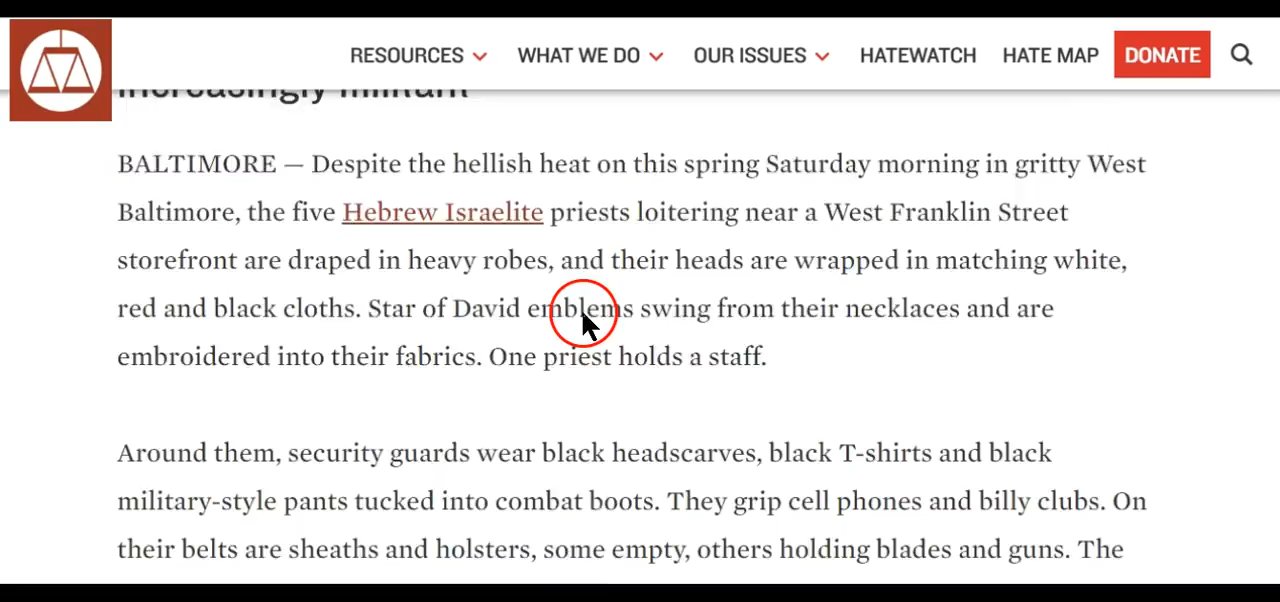 RESOURCES WHAT WE DO OUR ISSUES HATEWATCH HATE MAP DONATE
increasingly militant
BALTIMORE — Despite the hellish heat on this spring Saturday morning in gritty West
Baltimore, the five Hebrew Israelite priests loitering near a West Franklin Street
storefront are draped in heavy robes, and their heads are wrapped in matching white,
red and black cloths. Star of David emblems swing from their necklaces and are
embroidered into their fabrics. One priest holds a staff.
Around them, security guards wear black headscarves, black T-shirts and black
military-style pants tucked into combat boots. They grip cell phones and billy clubs. On
their belts are sheaths and holsters, some empty, others holding blades and guns. The